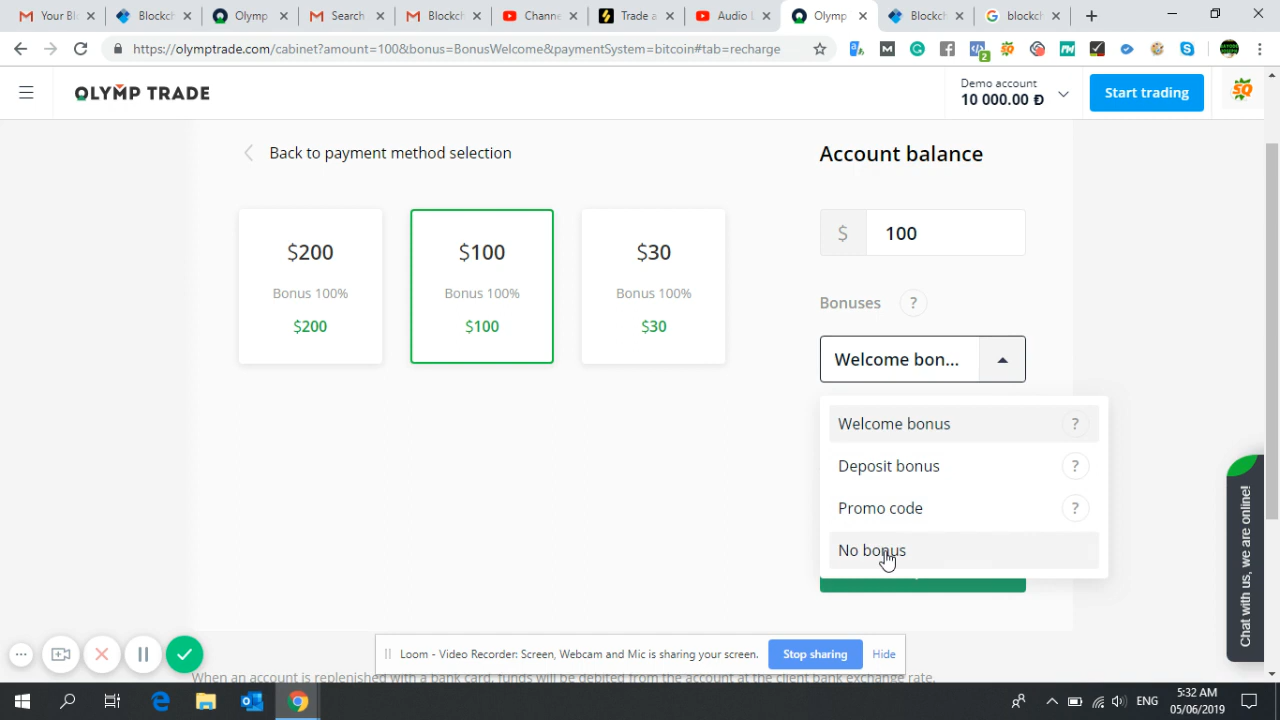 Your Bl
Blockch
Olymp
Search
Blockch
Channe
Trade a
Audio L
Olymp
Blockch
blockch
https://olymptrade.com/cabinet?amount=100&bonus=BonusWelcome&paymentSystem=bitcoin#tab=recharge
2
OLYMP TRADE
Demo account
10 000.00 Đ
Start trading
Back to payment method selection
Account balance
$200
Bonus 100%
$200
$100
Bonus 100%
$100
$30
Bonus 100%
$30
$ 100
Bonuses ?
Welcome bon...
Welcome bonus ?
Deposit bonus ?
Promo code ?
No bonus
Chat with us, we are online!
Loom - Video Recorder: Screen, Webcam and Mic is sharing your screen.
Stop sharing
Hide
When an account is replenished with a bank card, funds will be debited from the account at the client bank exchange rate.
ENG
5:32 AM
05/06/2019